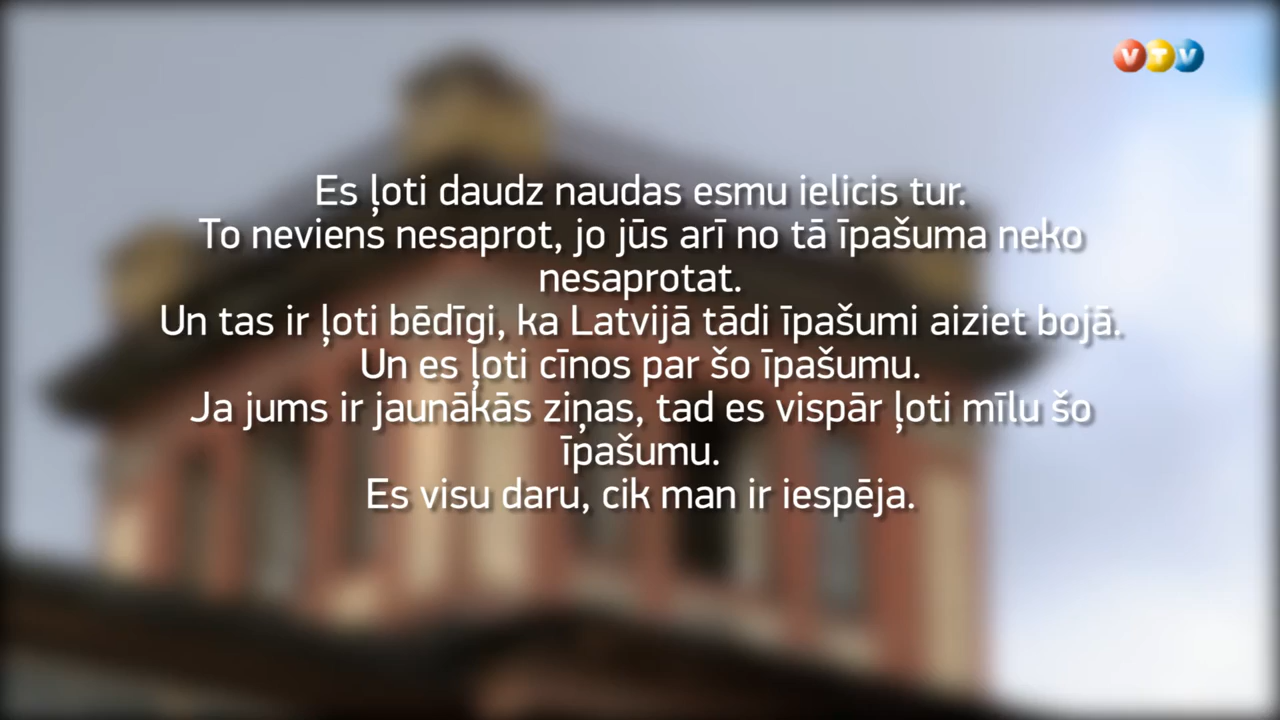 VTV
Es ļoti daudz naudas esmu ielicis tur.
To neviens nesaprot, jo jūs arī no tā īpašuma neko
nesaprotat.
Un tas ir ļoti bēdīgi, ka Latvijā tādi īpašumi aiziet bojā.
Un es ļoti cīnos par šo īpašumu.
Ja jums ir jaunākās ziņas, tad es vispār ļoti mīlu šo
īpašumu.
Es visu daru, cik man ir iespēja.